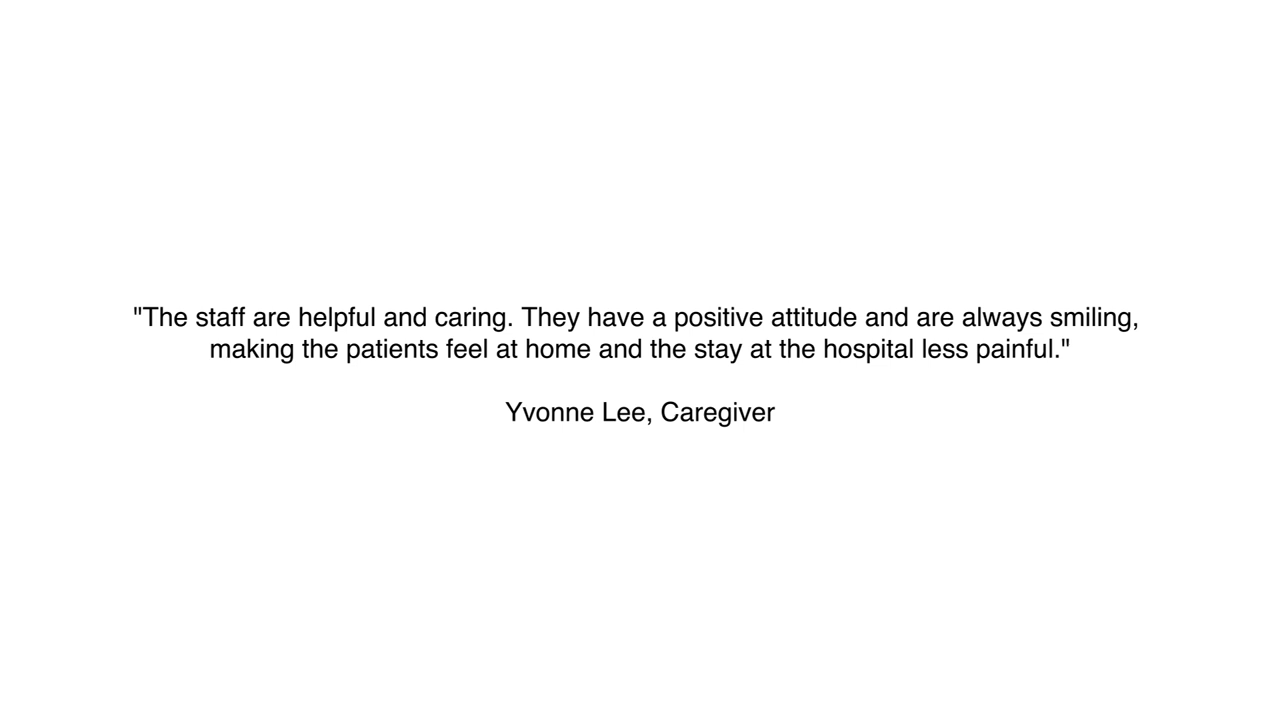 "The staff are helpful and caring. They have a positive attitude and are always smiling,
making the patients feel at home and the stay at the hospital less painful."
Yvonne Lee, Caregiver